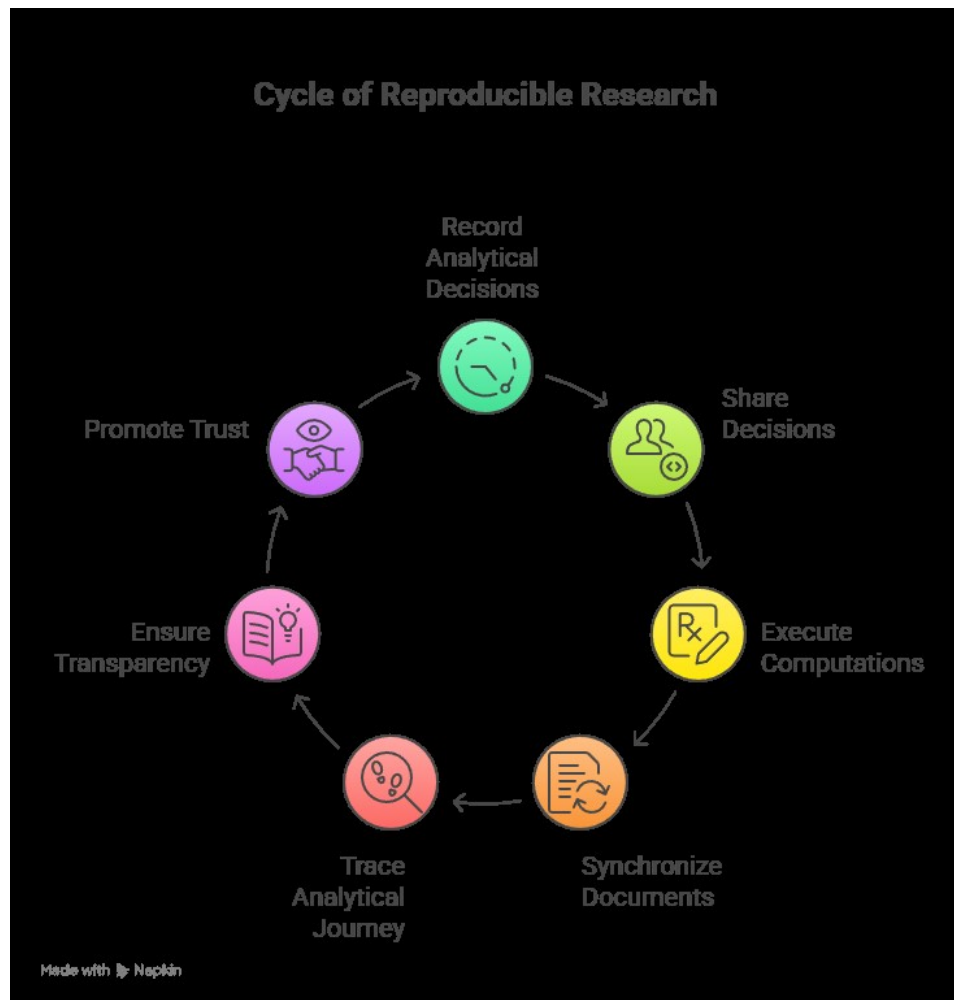 Cycle of Reproducible Research
Record
Analytical
Decisions
Share
Decisions
Execute
Computations
Synchronize
Documents
Trace
Analytical
Journey
Ensure
Transparency
Promote Trust
Rx
Made with Napkin